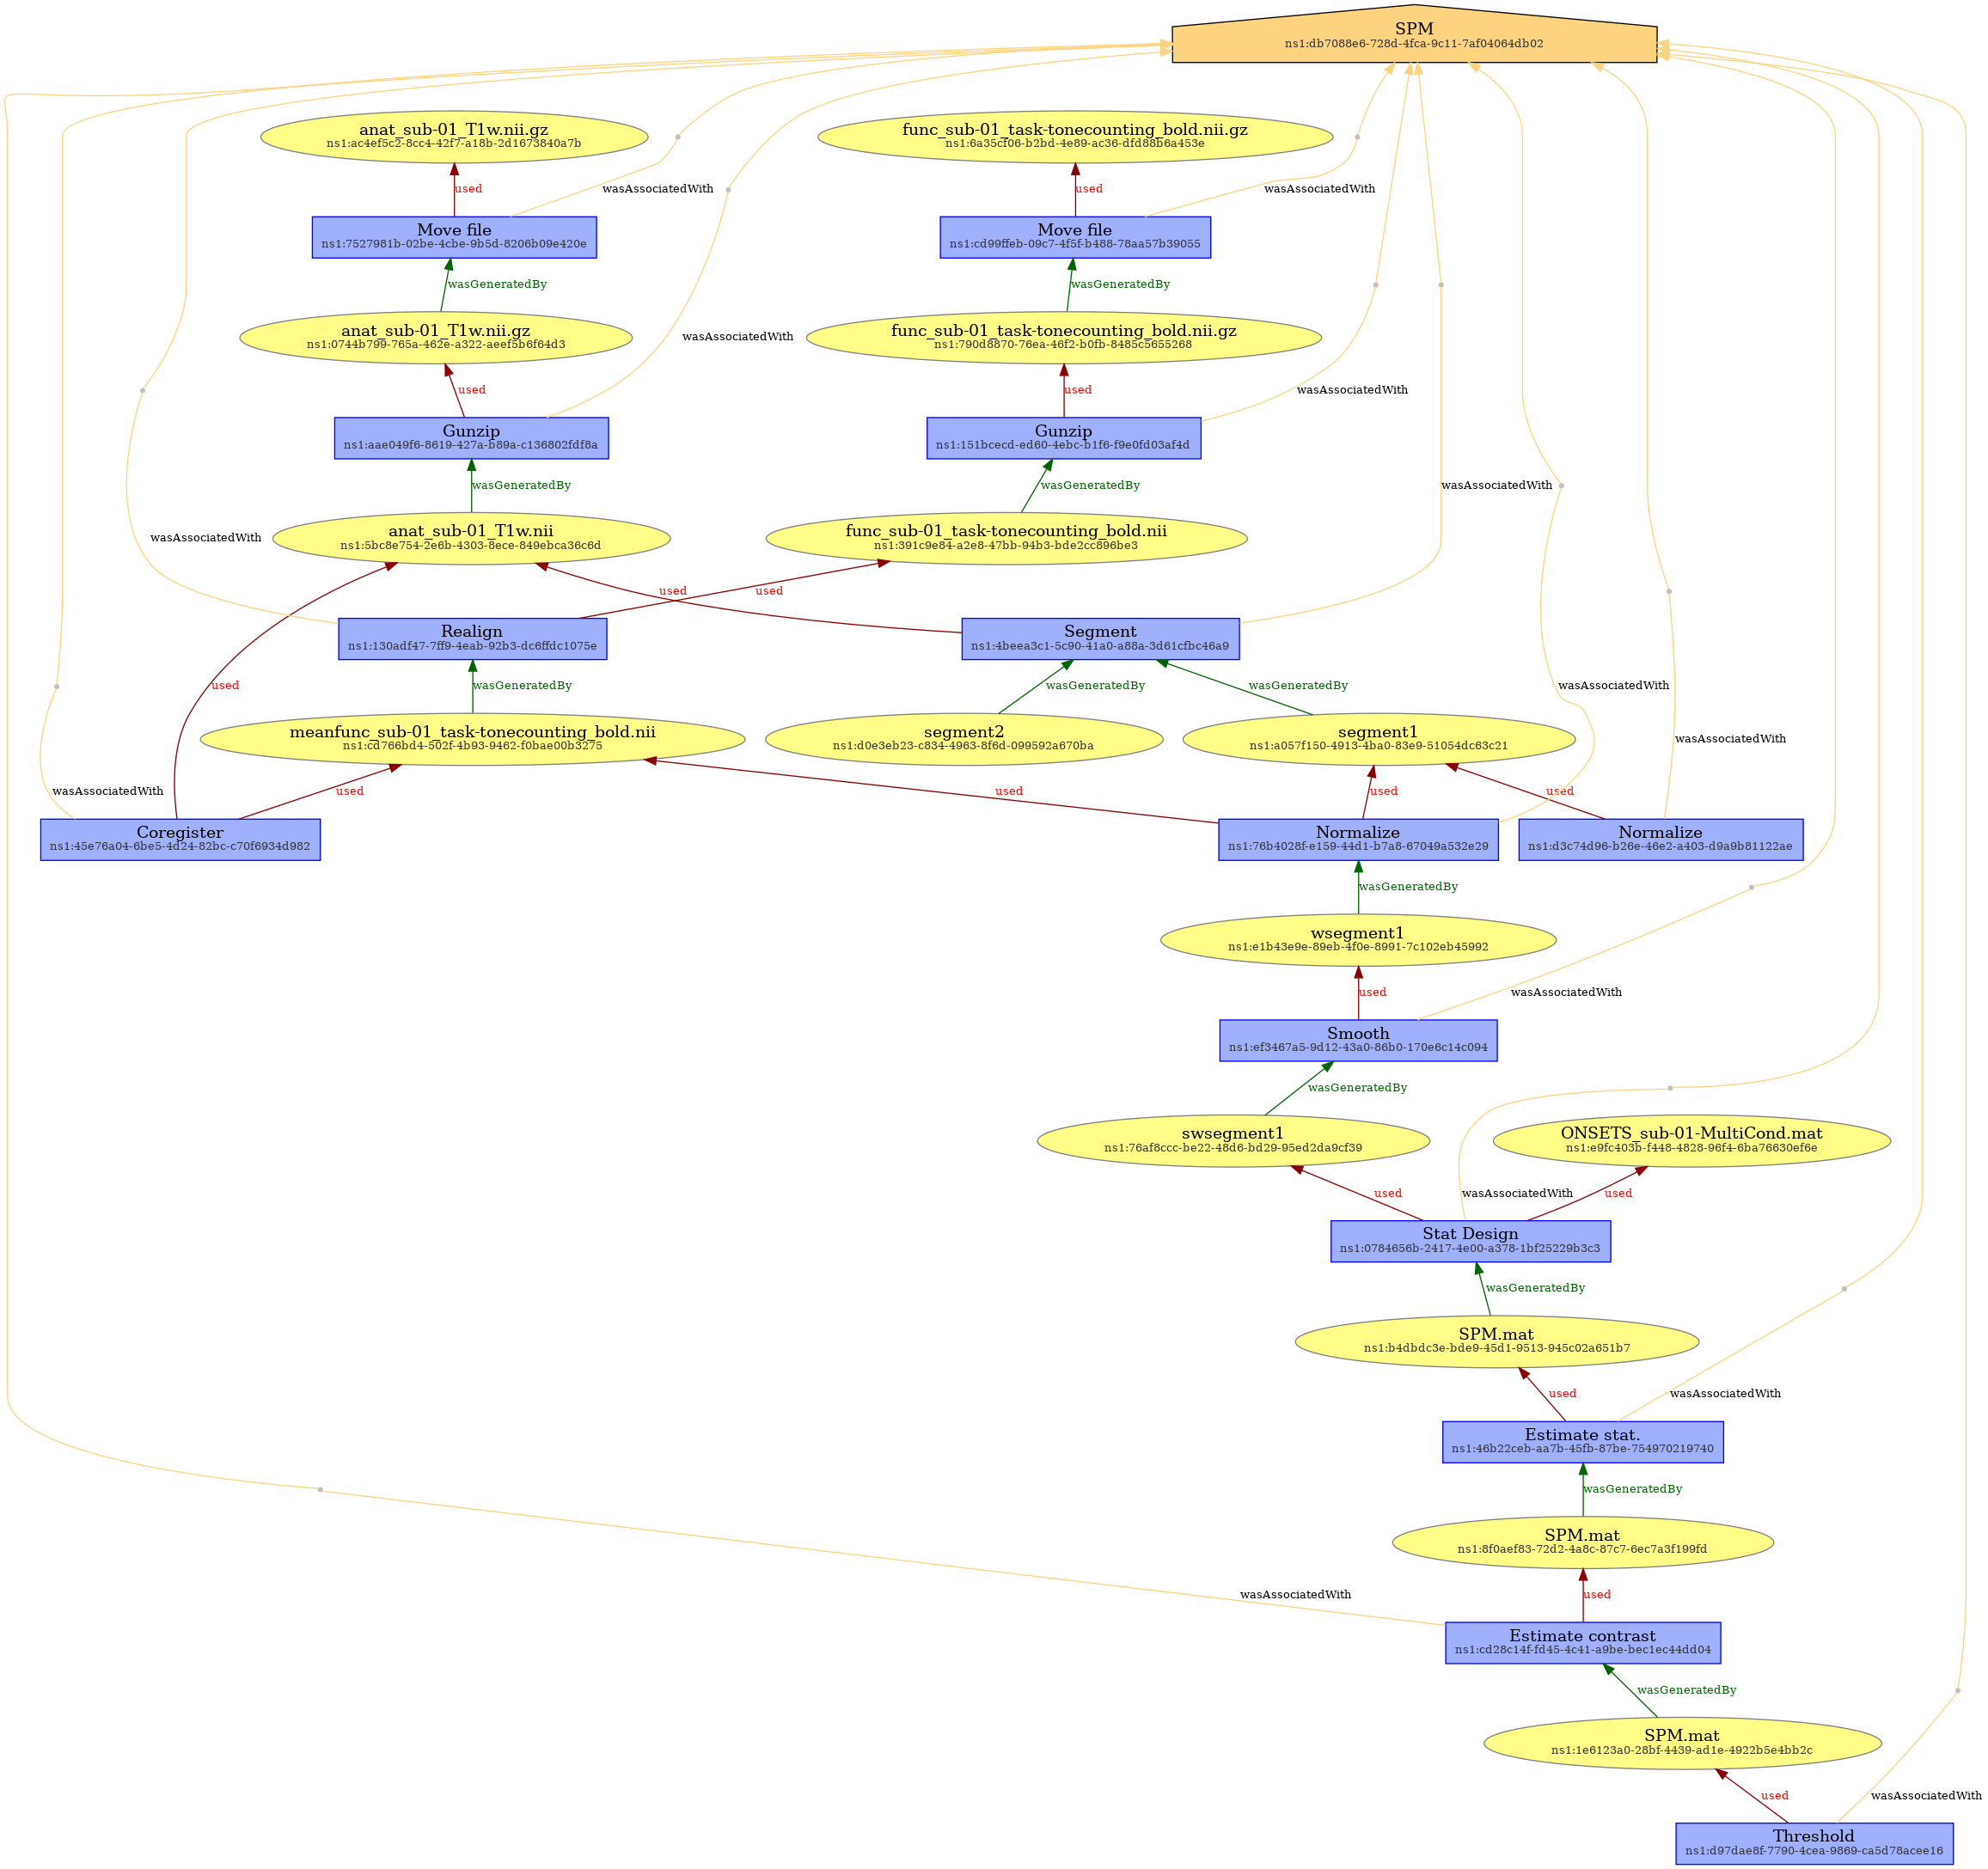 SPM
ns1:db7088e6-728d-4fca-9c11-7af04064db02
anat_sub-01_T1w.nii.gz
ns1:ac4ef5c2-8cc4-42f7-a18b-2d1673840a7b
func_sub-01_task-tonecounting_bold.nii.gz
ns1:6a35cf06-b2bd-4e89-ac36-dfd88b6a453e
used
wasAssociatedWith
used
wasAssociatedWith
Move file
ns1:7527981b-02be-4cbe-9b5d-8206b09e420e
Move file
ns1:cd99ffeb-09c7-4f5f-b488-78aa57b39055
wasGeneratedBy
wasGeneratedBy
anat_sub-01_T1w.nii.gz
ns1:0744b799-765a-462e-a322-aeef5b6f64d3
wasAssociatedWith
func_sub-01_task-tonecounting_bold.nii.gz
ns1:790d8870-76ea-46f2-b0fb-8485c5655268
used
used
wasAssociatedWith
Gunzip
ns1:aae049f6-8619-427a-b89a-c136802fdf8a
Gunzip
ns1:151bcecd-ed60-4ebc-b1f6-f9e0fd03af4d
wasGeneratedBy
wasGeneratedBy
wasAssociatedWith
wasAssociatedWith
anat_sub-01_T1w.nii
ns1:5bc8e754-2e6b-4303-8ece-849ebca36c6d
func_sub-01_task-tonecounting_bold.nii
ns1:391c9e84-a2e8-47bb-94b3-bde2cc896be3
used
used
Realign
ns1:130adf47-7ff9-4eab-92b3-dc6ffdc1075e
Segment
ns1:4beea3c1-5c90-41a0-a88a-3d61cfbc46a9
used
wasGeneratedBy
wasGeneratedBy
wasGeneratedBy
wasAssociatedWith
meanfunc_sub-01_task-tonecounting_bold.nii
ns1:cd766bd4-502f-4b93-9462-f0bae00b3275
segment2
ns1:d0e3eb23-c834-4963-8f6d-099592a670ba
segment1
ns1:a057f150-4913-4ba0-83e9-51054dc63c21
wasAssociatedWith
wasAssociatedWith
used
used
used
used
Coregister
ns1:45e76a04-6be5-4d24-82bc-c70f6934d982
Normalize
ns1:76b4028f-e159-44d1-b7a8-67049a532e29
Normalize
ns1:d3c74d96-b26e-46e2-a403-d9a9b81122ae
wasGeneratedBy
wsegment1
ns1:e1b43e9e-89eb-4f0e-8991-7c102eb45992
used
wasAssociatedWith
Smooth
ns1:ef3467a5-9d12-43a0-86b0-170e6c14c094
wasGeneratedBy
swsegment1
ns1:76af8ccc-be22-48d6-bd29-95ed2da9cf39
ONSETS_sub-01-MultiCond.mat
ns1:e9fc403b-f448-4828-96f4-6ba76630ef6e
used
wasAssociatedWith
used
Stat Design
ns1:0784656b-2417-4e00-a378-1bf25229b3c3
wasGeneratedBy
SPM.mat
ns1:b4dbdc3e-bde9-45d1-9513-945c02a651b7
used
wasAssociatedWith
Estimate stat.
ns1:46b22ceb-aa7b-45fb-87be-754970219740
wasGeneratedBy
SPM.mat
ns1:8f0aef83-72d2-4a8c-87c7-6ec7a3f199fd
wasAssociatedWith
used
Estimate contrast
ns1:cd28c14f-fd45-4c41-a9be-bec1ec44dd04
wasGeneratedBy
SPM.mat
ns1:1e6123a0-28bf-4439-ad1e-4922b5e4bb2c
used
wasAssociatedWith
Threshold
ns1:d97dae8f-7790-4cea-9869-ca5d78acee16